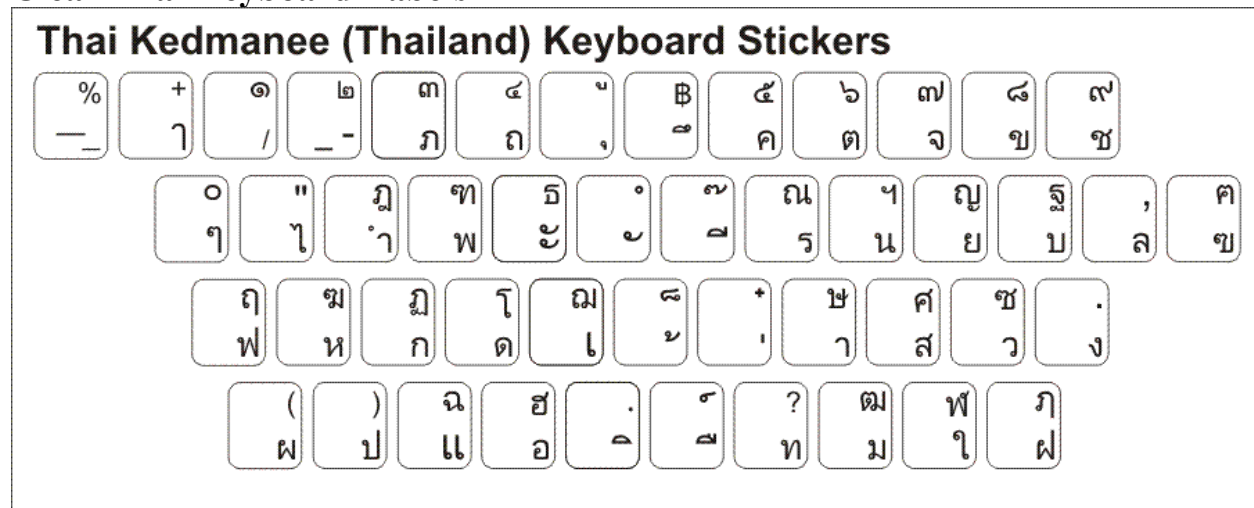 Thai Kedmanee (Thailand) Keyboard Stickers
% + ๑ ๒ ๓ ๔ ู ฿ ๕ ๖ ๗ ๘ ๙
—_ ๅ / _- ภ ถ ุ ึ ค ต จ ข ช
๐ " ฎ ฑ ธ ํ ๊ ณ ฯ ญ ฐ , ฅ
ๆ ไ ำ พ ะ ั ี ร น ย บ ล ฃ
ฤ ฆ ฏ โ ฌ ็ ๋ ษ ศ ซ .
ฟ ห ก ด เ ้ ่ า ส ว ง
( ) ฉ ฮ ฺ ์ ? ฒ ฬ ฦ
ผ ป แ อ ิ ื ท ม ใ ฝ